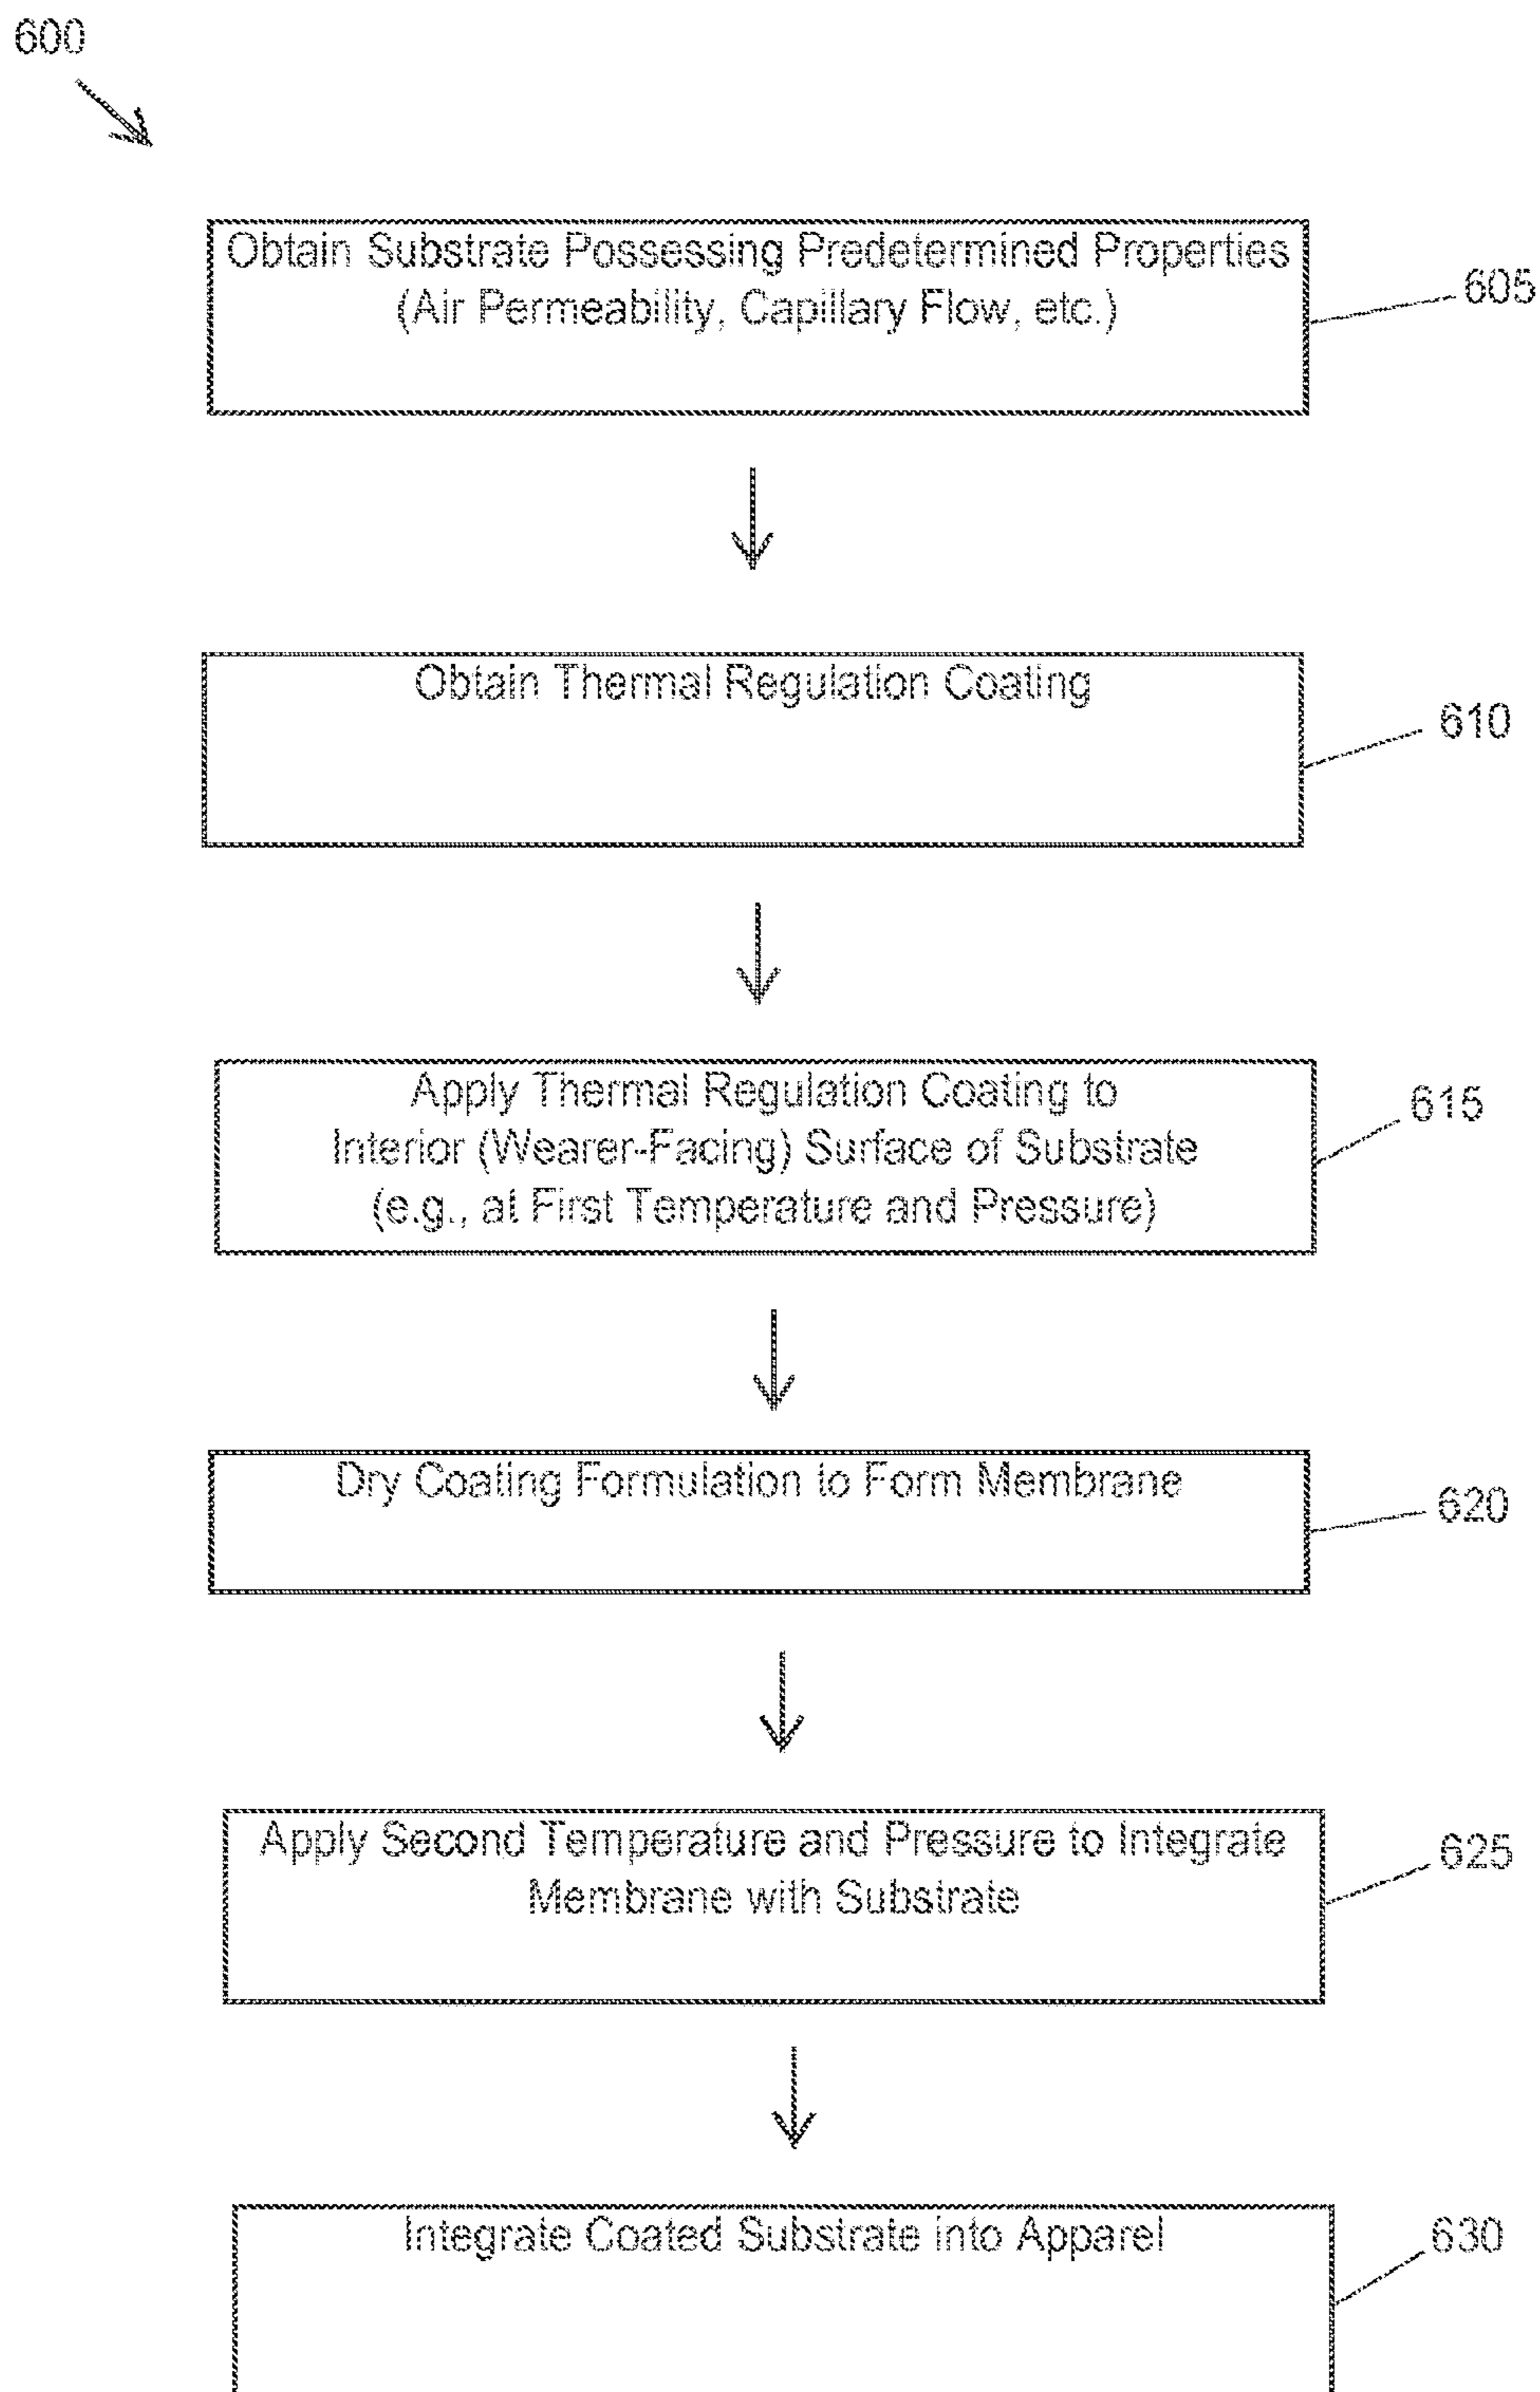 600
Obtain Substrate Possessing Predetermined Properties
(Air Permeability, Capillary Flow, etc.)
605
Obtain Thermal Regulation Coating
610
Apply Thermal Regulation Coating to
Interior (Wearer-Facing) Surface of Substrate
(e.g., at First Temperature and Pressure)
615
Dry Coating Formulation to Form Membrane
620
Apply Second Temperature and Pressure to Integrate
Membrane with Substrate
625
Integrate Coated Substrate into Apparel
630